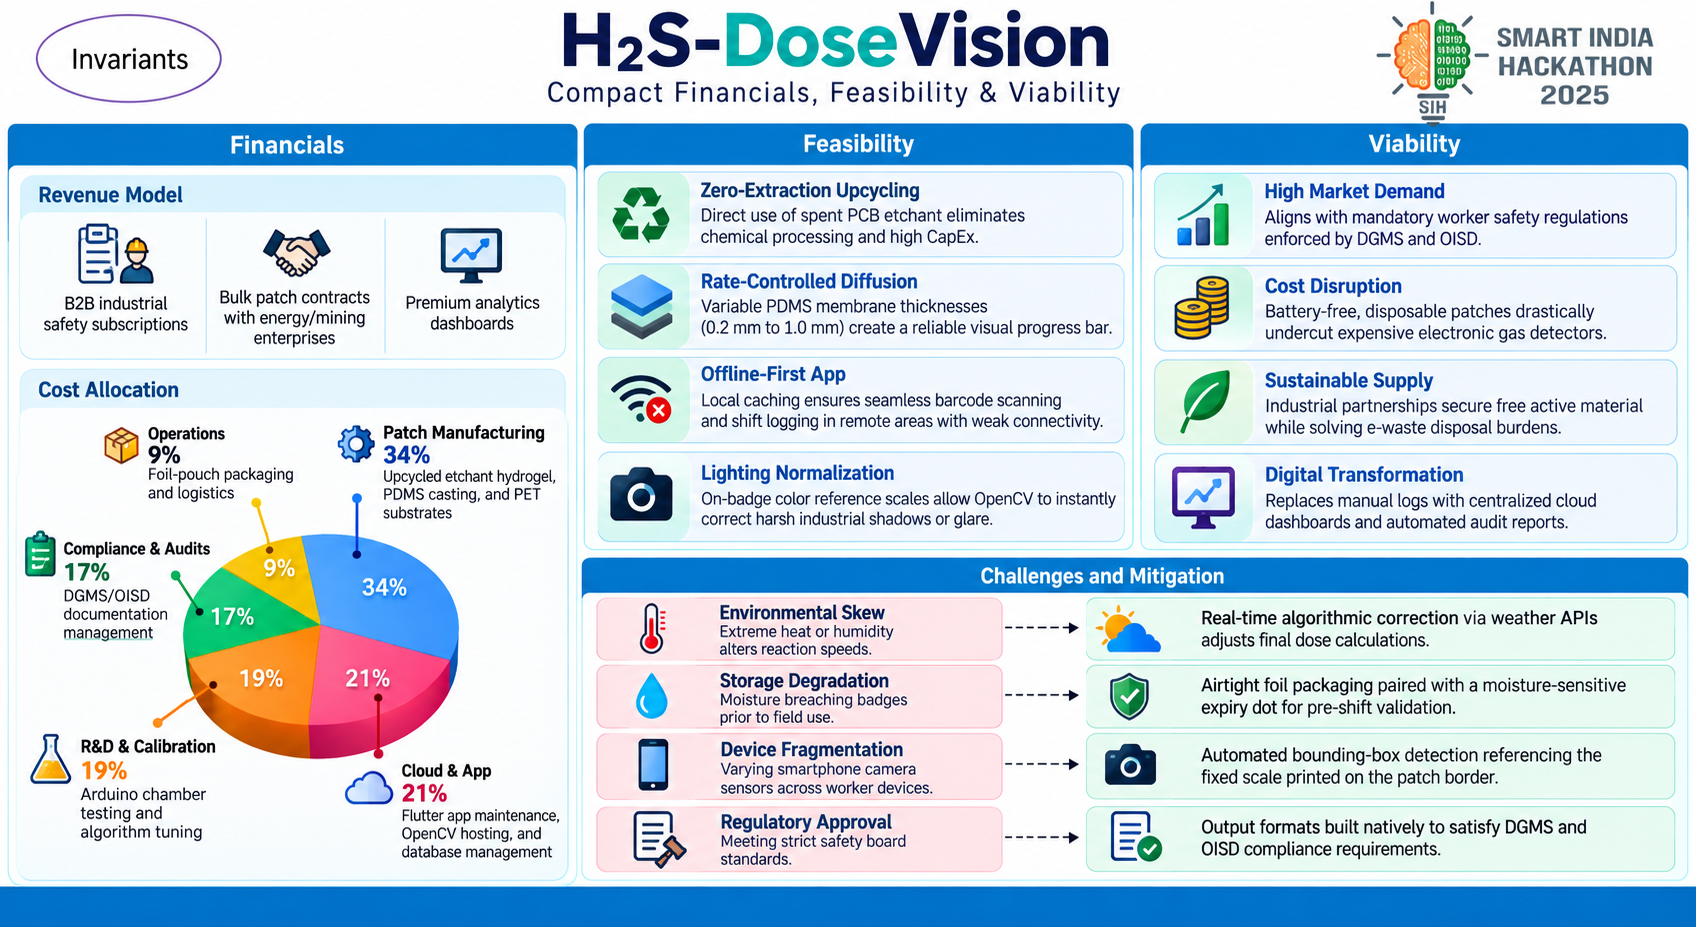 Invariants
H₂S-DoseVision
Compact Financials, Feasibility & Viability
SIH
SMART INDIA
HACKATHON
2025
Financials
Revenue Model
B2B industrial
safety subscriptions
Bulk patch contracts
with energy/mining
enterprises
Premium analytics
dashboards
Cost Allocation
Operations
9%
Foil-pouch packaging
and logistics
Patch Manufacturing
34%
Upcycled etchant hydrogel,
PDMS casting, and PET
substrates
Compliance & Audits
17%
DGMS/OISD
documentation
management
9%
34%
17%
19%
21%
R&D & Calibration
19%
Arduino chamber
testing and
algorithm tuning
Cloud & App
21%
Flutter app maintenance,
OpenCV hosting, and
database management
Feasibility
Zero-Extraction Upcycling
Direct use of spent PCB etchant eliminates
chemical processing and high CapEx.
Rate-Controlled Diffusion
Variable PDMS membrane thicknesses
(0.2 mm to 1.0 mm) create a reliable visual progress bar.
Offline-First App
Local caching ensures seamless barcode scanning
and shift logging in remote areas with weak connectivity.
Lighting Normalization
On-badge color reference scales allow OpenCV to instantly
correct harsh industrial shadows or glare.
Viability
High Market Demand
Aligns with mandatory worker safety regulations
enforced by DGMS and OISD.
Cost Disruption
Battery-free, disposable patches drastically
undercut expensive electronic gas detectors.
Sustainable Supply
Industrial partnerships secure free active material
while solving e-waste disposal burdens.
Digital Transformation
Replaces manual logs with centralized cloud
dashboards and automated audit reports.
Challenges and Mitigation
Environmental Skew
Extreme heat or humidity
alters reaction speeds.
Real-time algorithmic correction via weather APIs
adjusts final dose calculations.
Storage Degradation
Moisture breaching badges
prior to field use.
Airtight foil packaging paired with a moisture-sensitive
expiry dot for pre-shift validation.
Device Fragmentation
Varying smartphone camera
sensors across worker devices.
Automated bounding-box detection referencing the
fixed scale printed on the patch border.
Regulatory Approval
Meeting strict safety board
standards.
Output formats built natively to satisfy DGMS and
OISD compliance requirements.